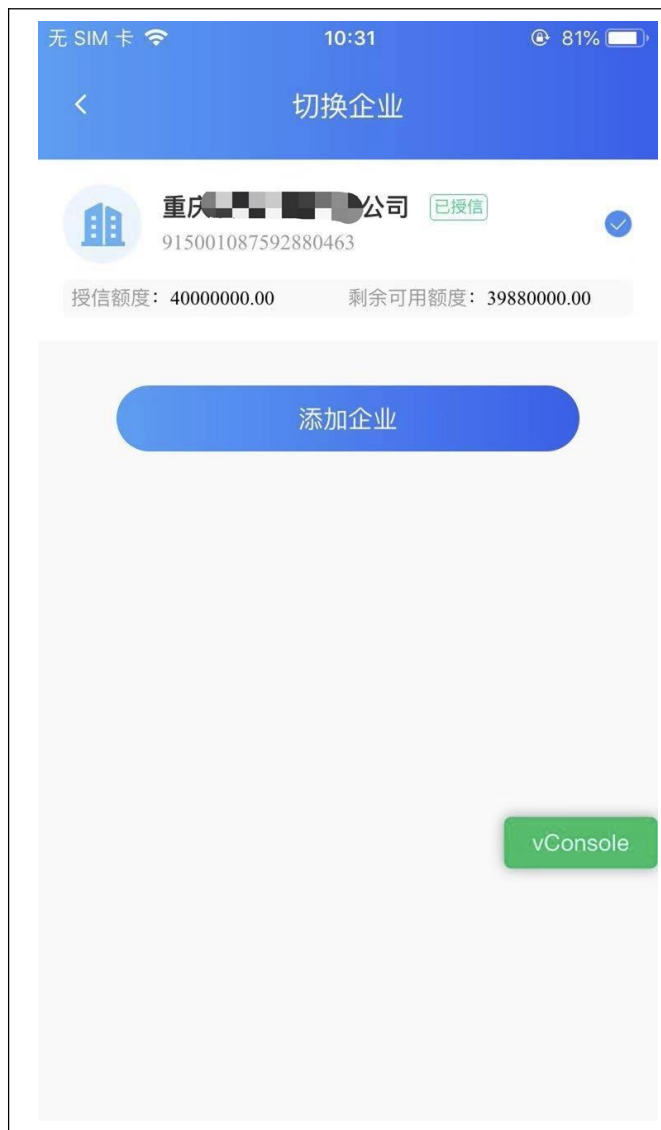 无 SIM 卡 10:31 81%
切换企业
重庆 公司 已授信
915001087592880463
授信额度：40000000.00 剩余可用额度：39880000.00
添加企业
vConsole